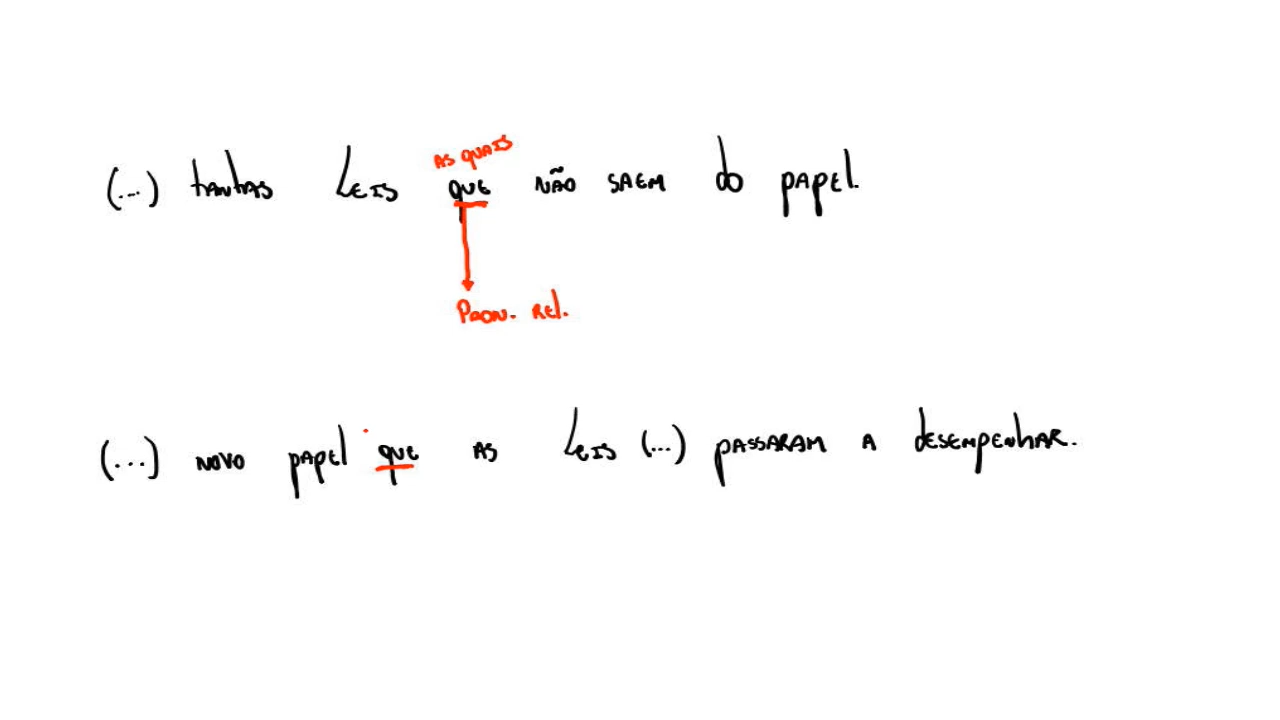 AS QUAIS
(...) tantas Leis que não saem do papel.
Pron. rel.
(...) novo papel que as Leis (...) passaram a desempenhar.